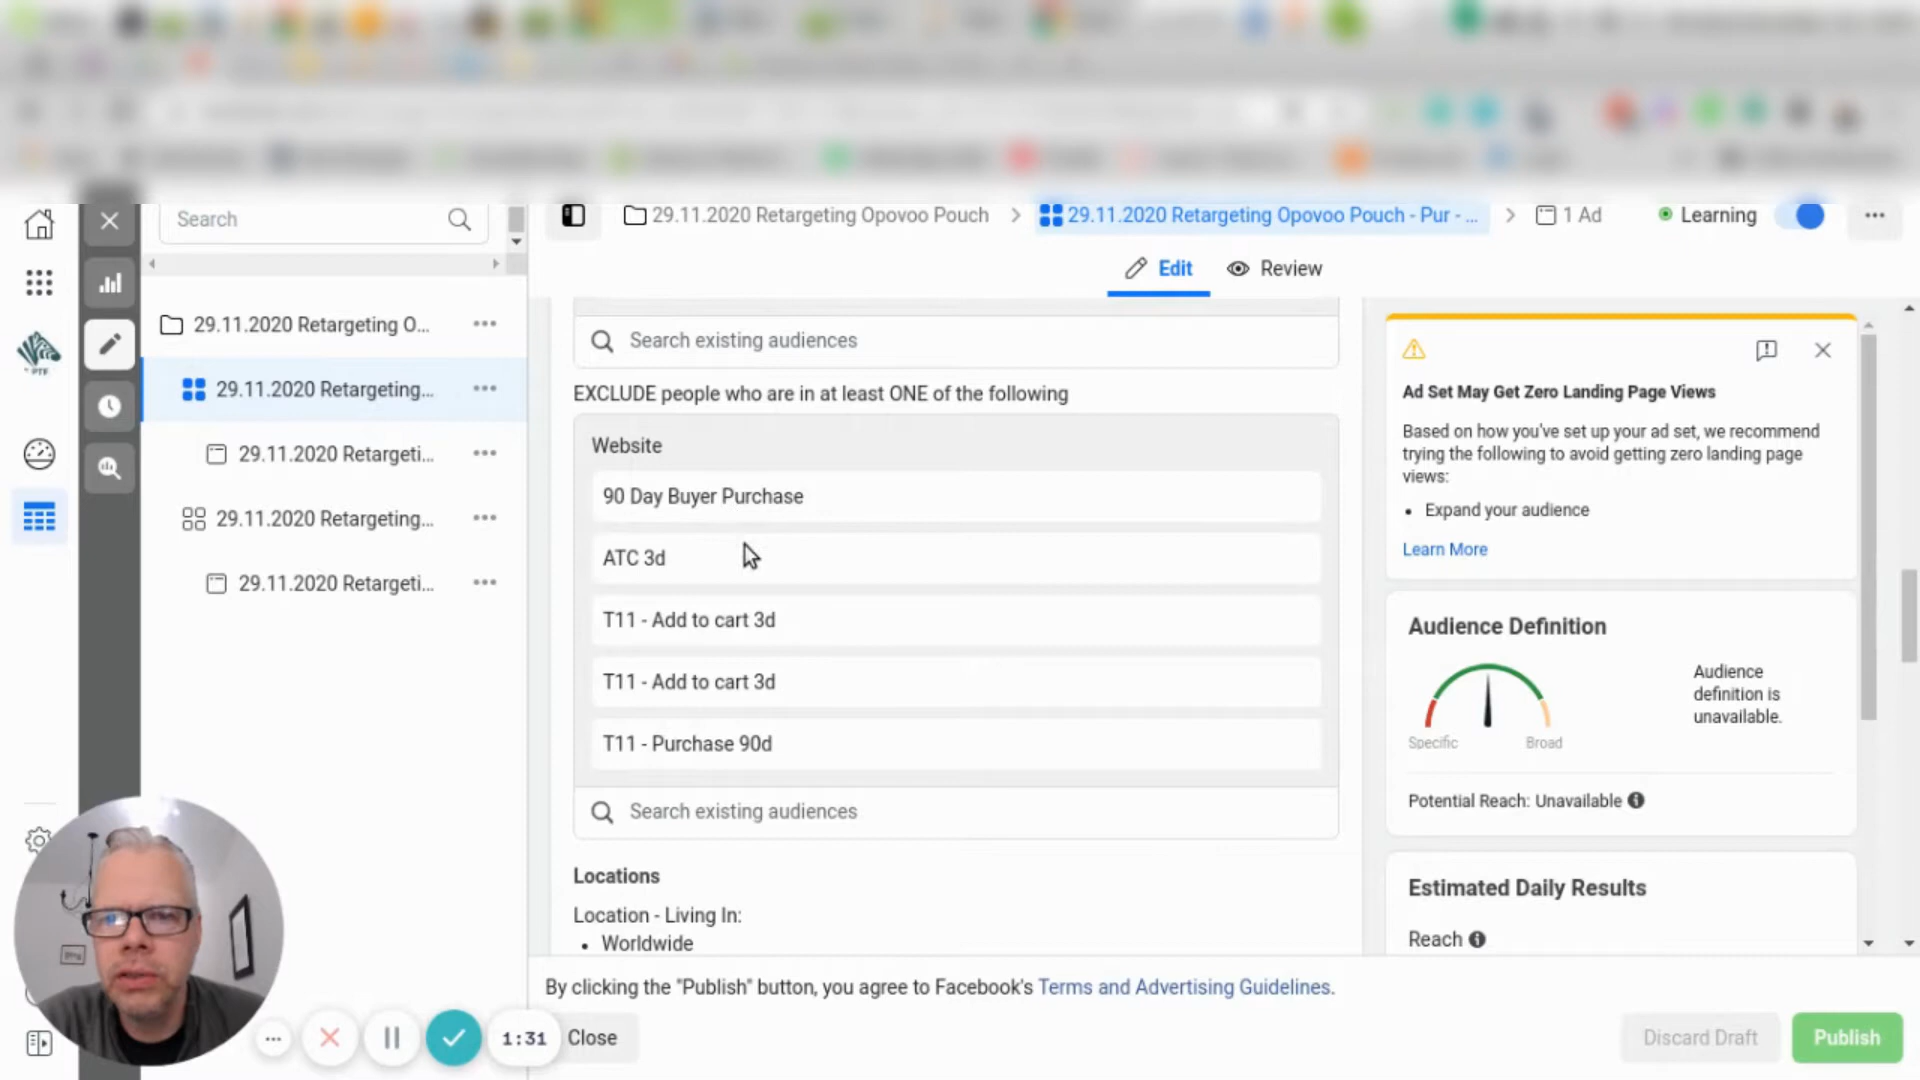 Search
29.11.2020 Retargeting Opovoo Pouch
29.11.2020 Retargeting Opovoo Pouch - Pur - ...
1 Ad
Learning
Edit
Review
29.11.2020 Retargeting O...
29.11.2020 Retargeting...
29.11.2020 Retargeti...
29.11.2020 Retargeting...
29.11.2020 Retargeti...
PTF
Search existing audiences
EXCLUDE people who are in at least ONE of the following
Website
90 Day Buyer Purchase
ATC 3d
T11 - Add to cart 3d
T11 - Add to cart 3d
T11 - Purchase 90d
Search existing audiences
Locations
Location - Living In:
• Worldwide
Ad Set May Get Zero Landing Page Views
Based on how you've set up your ad set, we recommend
trying the following to avoid getting zero landing page
views:
• Expand your audience
Learn More
Audience Definition
Audience
definition is
unavailable.
Specific
Broad
Potential Reach: Unavailable
Estimated Daily Results
Reach
By clicking the "Publish" button, you agree to Facebook's Terms and Advertising Guidelines.
1:31
Close
Discard Draft
Publish